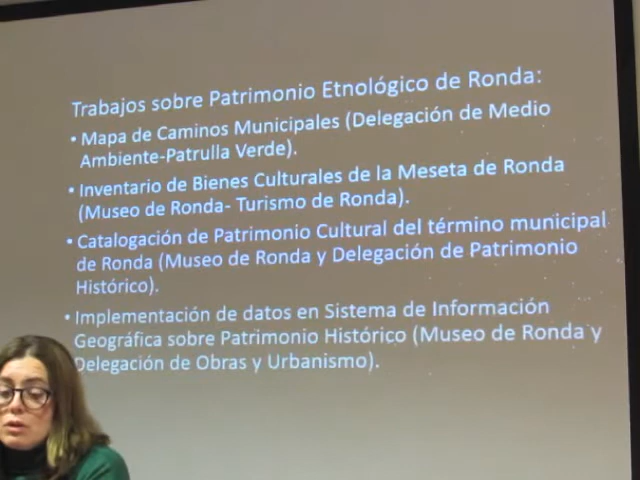 Trabajos sobre Patrimonio Etnológico de Ronda:
• Mapa de Caminos Municipales (Delegación de Medio
Ambiente-Patrulla Verde).
• Inventario de Bienes Culturales de la Meseta de Ronda
(Museo de Ronda- Turismo de Ronda).
• Catalogación de Patrimonio Cultural del término municipal
de Ronda (Museo de Ronda y Delegación de Patrimonio
Histórico).
• Implementación de datos en Sistema de Información
Geográfica sobre Patrimonio Histórico (Museo de Ronda y
Delegación de Obras y Urbanismo).